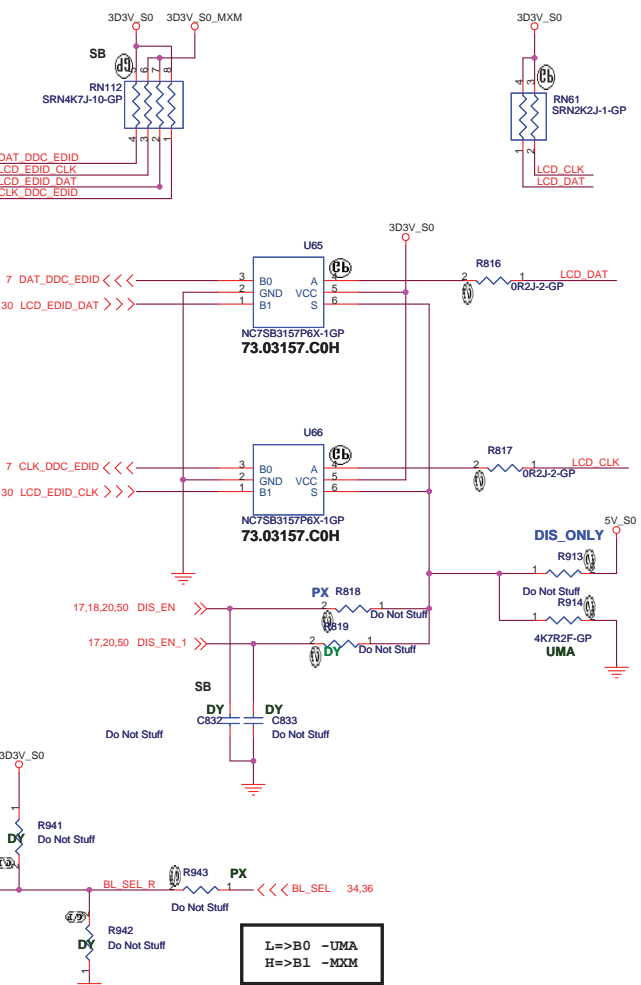 3D3V_S0 3D3V_S0_MXM 3D3V_S0
SB
5 6 7 8
RN112
SRN4K7J-10-GP
4 3 2 1
4 3
RN61
SRN2K2J-1-GP
1 2
DAT_DDC_EDID
LCD_EDID_CLK
LCD_EDID_DAT
CLK_DDC_EDID
LCD_CLK
LCD_DAT
3D3V_S0
U65
7 DAT_DDC_EDID
30 LCD_EDID_DAT
3 B0 A 4
2 GND VCC 5
1 B1 S 6
NC7SB3157P6X-1GP
73.03157.C0H
R816
2 1
0R2J-2-GP
LCD_DAT
U66
7 CLK_DDC_EDID
30 LCD_EDID_CLK
3 B0 A 4
2 GND VCC 5
1 B1 S 6
NC7SB3157P6X-1GP
73.03157.C0H
R817
2 1
0R2J-2-GP
LCD_CLK
5V_S0
DIS_ONLY
R913
1
Do Not Stuff
R914
1
4K7R2F-GP
UMA
17,18,20,50 DIS_EN
PX R818
2 1
Do Not Stuff
17,20,50 DIS_EN_1
R819
2 1
DY Do Not Stuff
SB
DY DY
C832 C833
Do Not Stuff Do Not Stuff
3D3V_S0
1
R941
DY Do Not Stuff
2
BL_SEL_R
R943 PX
2 1
BL_SEL 34,36
Do Not Stuff
R942
DY Do Not Stuff
1
L=>B0 -UMA
H=>B1 -MXM